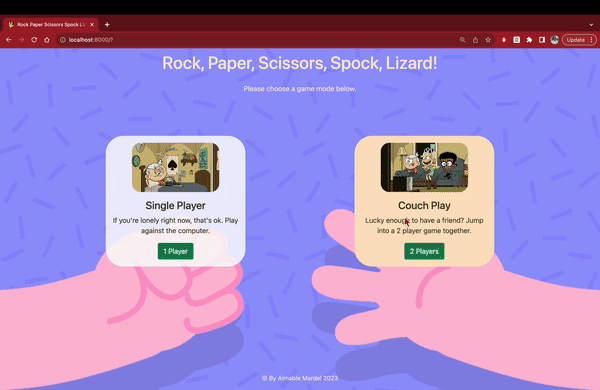 Rock Paper Scissors Spock Li
localhost:8000/?
Update
Rock, Paper, Scissors, Spock, Lizard!
Please choose a game mode below.
Single Player
If you're lonely right now, that's ok. Play
against the computer.
1 Player
Couch Play
Lucky enough to have a friend? Jump
into a 2 player game together.
2 Players
© By Aimable Mardel 2023